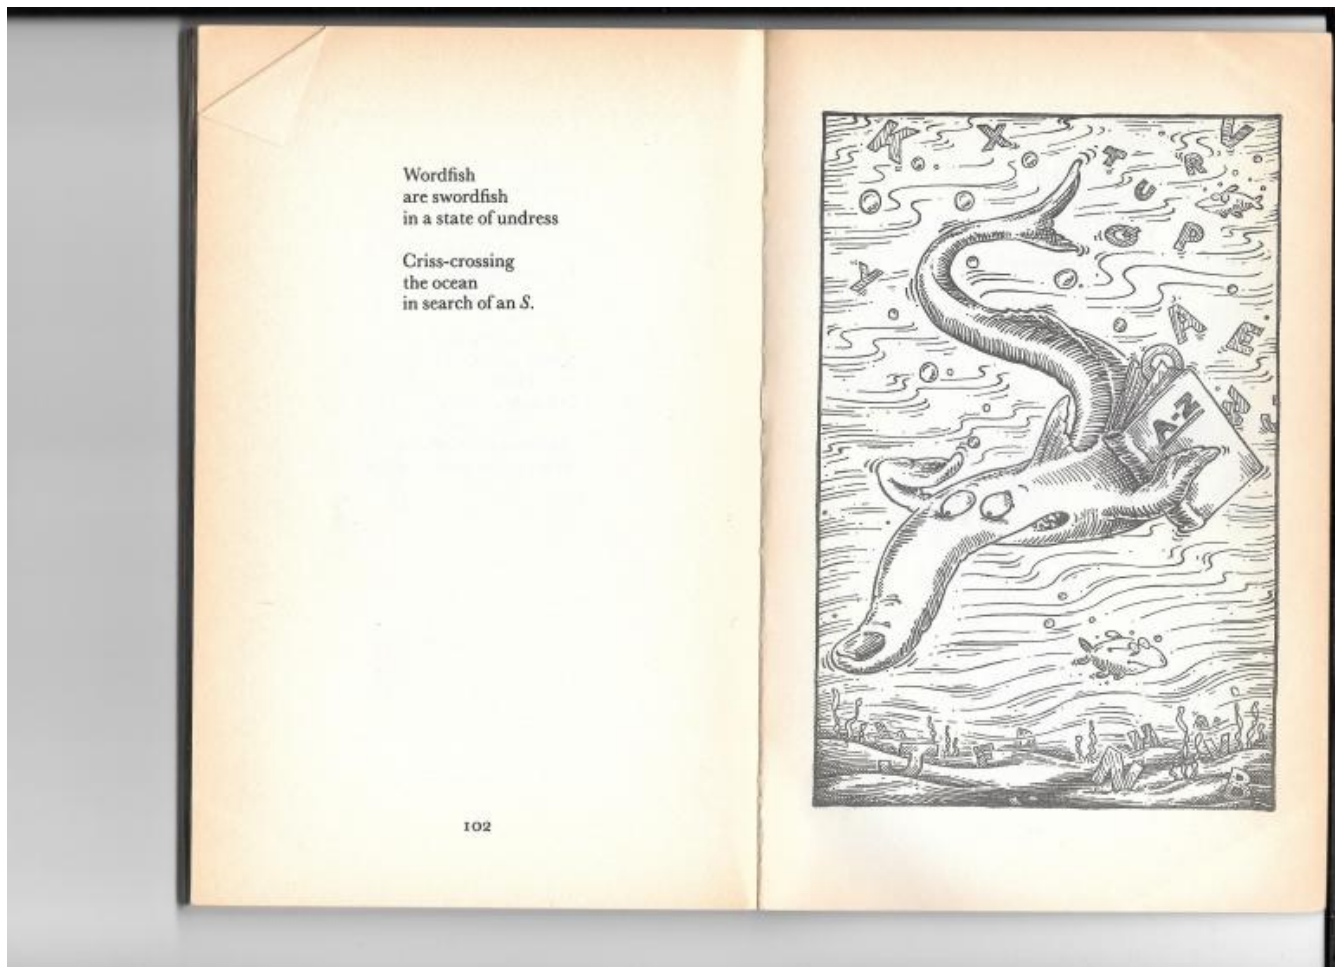 Wordfish
are swordfish
in a state of undress
Criss-crossing
the ocean
in search of an S.
102
K
X
T
R
V
U
Q
P
Y
A
E
A-Z
J
F
N
B